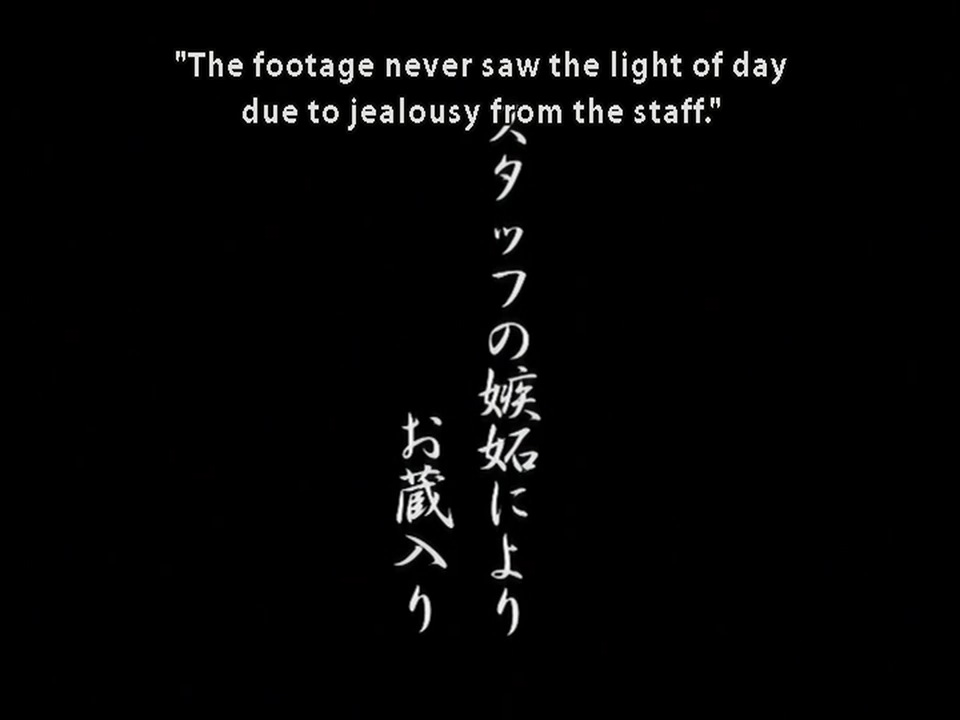 "The footage never saw the light of day
due to jealousy from the staff."
スタッフの嫉妬により
お蔵入り